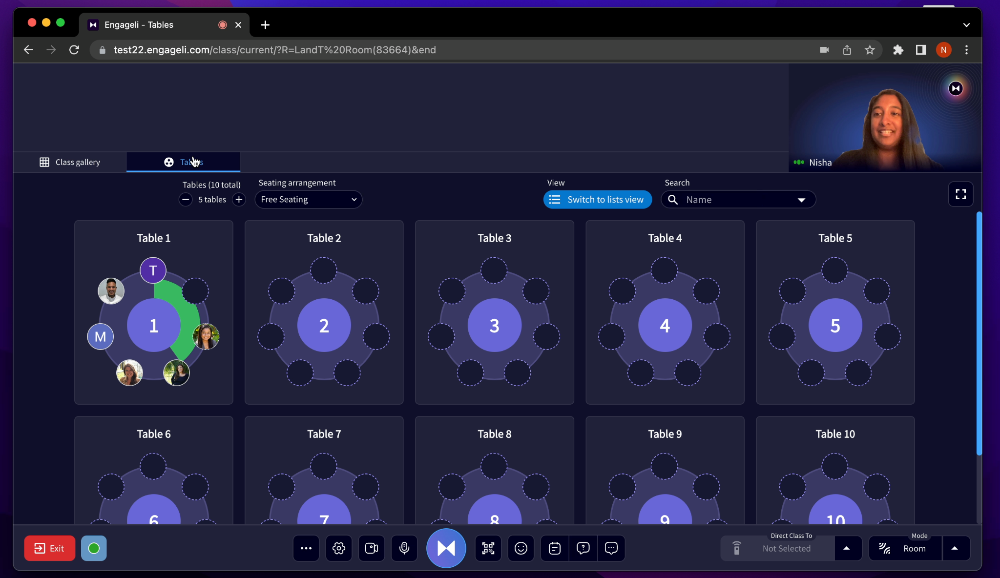 Engageli - Tables
test22.engageli.com/class/current/?R=LandT%20Room(83664)&end
N
Nisha
Class gallery
Tables
Tables (10 total)
5 tables
Seating arrangement
Free Seating
View
Switch to lists view
Search
Name
Table 1
Table 2
Table 3
Table 4
Table 5
T
M
1
2
3
4
5
Table 6
Table 7
Table 8
Table 9
Table 10
6
7
8
9
10
Exit
Direct Class To
Not Selected
Mode
Room